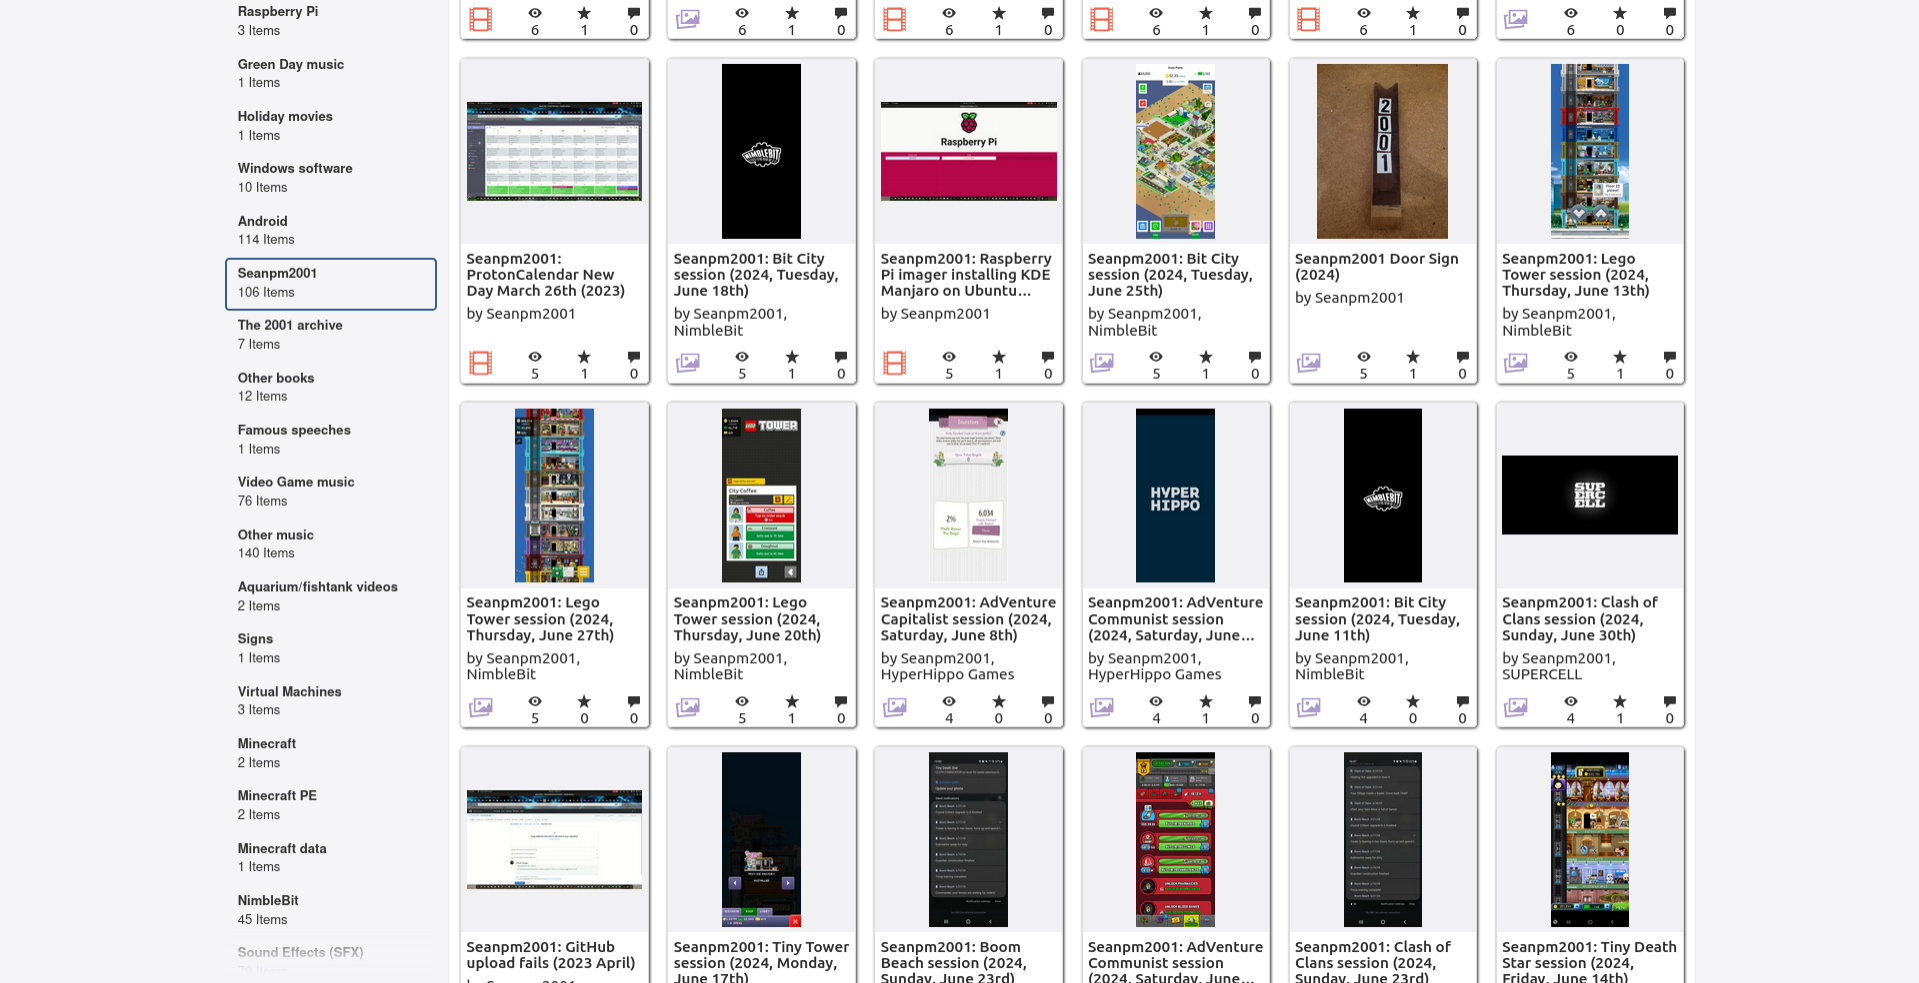 Raspberry Pi
3 Items
Green Day music
1 Items
Holiday movies
1 Items
Windows software
10 Items
Android
114 Items
Seanpm2001
106 Items
The 2001 archive
7 Items
Other books
12 Items
Famous speeches
1 Items
Video Game music
76 Items
Other music
140 Items
Aquarium/fishtank videos
2 Items
Signs
1 Items
Virtual Machines
3 Items
Minecraft
2 Items
Minecraft PE
2 Items
Minecraft data
1 Items
NimbleBit
45 Items
Sound Effects (SFX)
6 1 0
6 1 0
6 1 0
6 1 0
6 1 0
6 0 0
Seanpm2001:
ProtonCalendar New
Day March 26th (2023)
by Seanpm2001
5 1 0
NIMBLEBIT
Seanpm2001: Bit City
session (2024, Tuesday,
June 18th)
by Seanpm2001,
NimbleBit
5 1 0
Raspberry Pi
Seanpm2001: Raspberry
Pi imager installing KDE
Manjaro on Ubuntu...
by Seanpm2001
5 1 0
Seanpm2001: Bit City
session (2024, Tuesday,
June 25th)
by Seanpm2001,
NimbleBit
5 1 0
2001
Seanpm2001 Door Sign
(2024)
by Seanpm2001
5 1 0
Seanpm2001: Lego
Tower session (2024,
Thursday, June 13th)
by Seanpm2001,
NimbleBit
5 1 0
Seanpm2001: Lego
Tower session (2024,
Thursday, June 27th)
by Seanpm2001,
NimbleBit
5 0 0
LEGO TOWER
City Coffee
Coffee
Croissant
Doughnut
Seanpm2001: Lego
Tower session (2024,
Thursday, June 20th)
by Seanpm2001,
NimbleBit
5 1 0
2%
6,034
Seanpm2001: AdVenture
Capitalist session (2024,
Saturday, June 8th)
by Seanpm2001,
HyperHippo Games
4 0 0
HYPER
HIPPO
Seanpm2001: AdVenture
Communist session
(2024, Saturday, June...
by Seanpm2001,
HyperHippo Games
4 1 0
NIMBLEBIT
Seanpm2001: Bit City
session (2024, Tuesday,
June 11th)
by Seanpm2001,
NimbleBit
4 0 0
SUP
ERC
ELL
Seanpm2001: Clash of
Clans session (2024,
Sunday, June 30th)
by Seanpm2001,
SUPERCELL
4 1 0
Seanpm2001: GitHub
upload fails (2023 April)
by Seanpm2001
Seanpm2001: Tiny Tower
session (2024, Monday,
June 17th)
Seanpm2001: Boom
Beach session (2024,
Sunday, June 23rd)
Seanpm2001: AdVenture
Communist session
(2024, Saturday, June...
Seanpm2001: Clash of
Clans session (2024,
Sunday, June 23rd)
Seanpm2001: Tiny Death
Star session (2024,
Friday, June 14th)